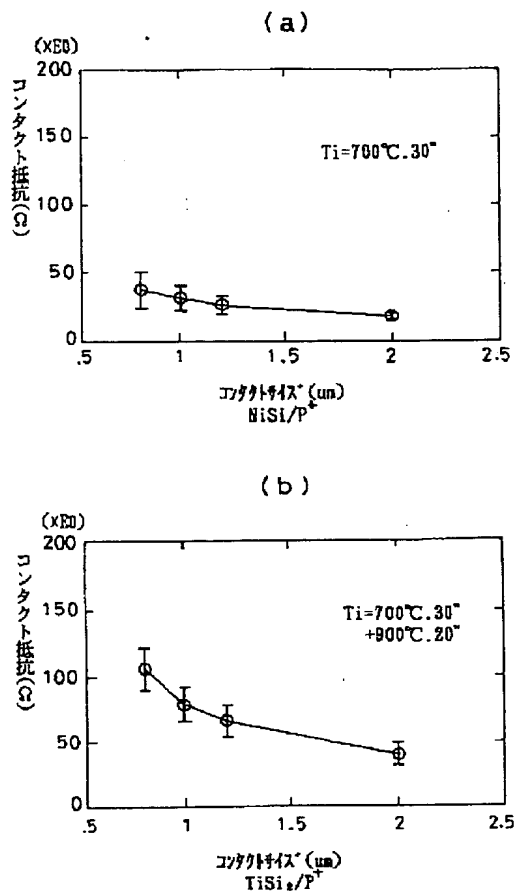 (a)
(×E0)
200
150
100
50
0
コンタクト抵抗(Ω)
Ti=700℃.30"
.5
1
1.5
2
2.5
コンタクトサイズ(um)
NiSi/P⁺
(b)
(×E0)
200
150
100
50
0
コンタクト抵抗(Ω)
Ti=700℃.30"
+900℃.20"
.5
1
1.5
2
2.5
コンタクトサイズ(um)
TiSi₂/P⁺